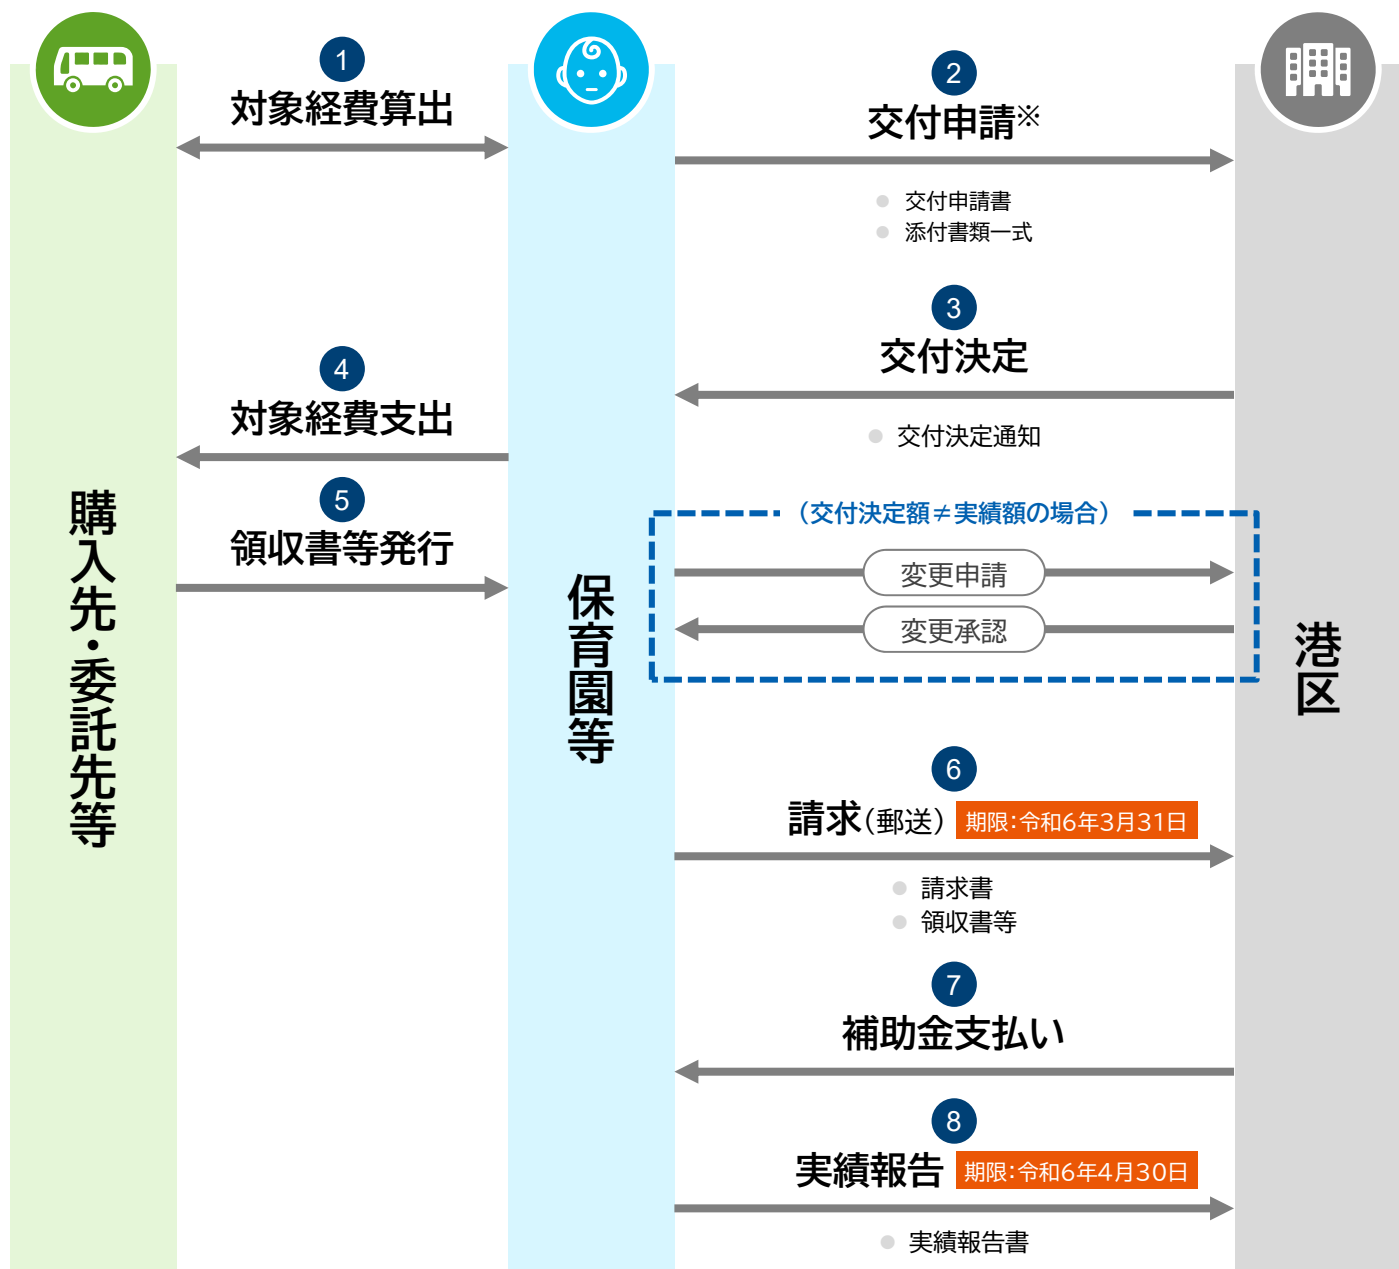 1
対象経費算出
2
交付申請※
交付申請書
添付書類一式
3
交付決定
交付決定通知
4
対象経費支出
5
領収書等発行
（交付決定額≠実績額の場合）
変更申請
変更承認
購入先・委託先等
保育園等
港区
6
請求（郵送） 期限：令和6年3月31日
請求書
領収書等
7
補助金支払い
8
実績報告 期限：令和6年4月30日
実績報告書